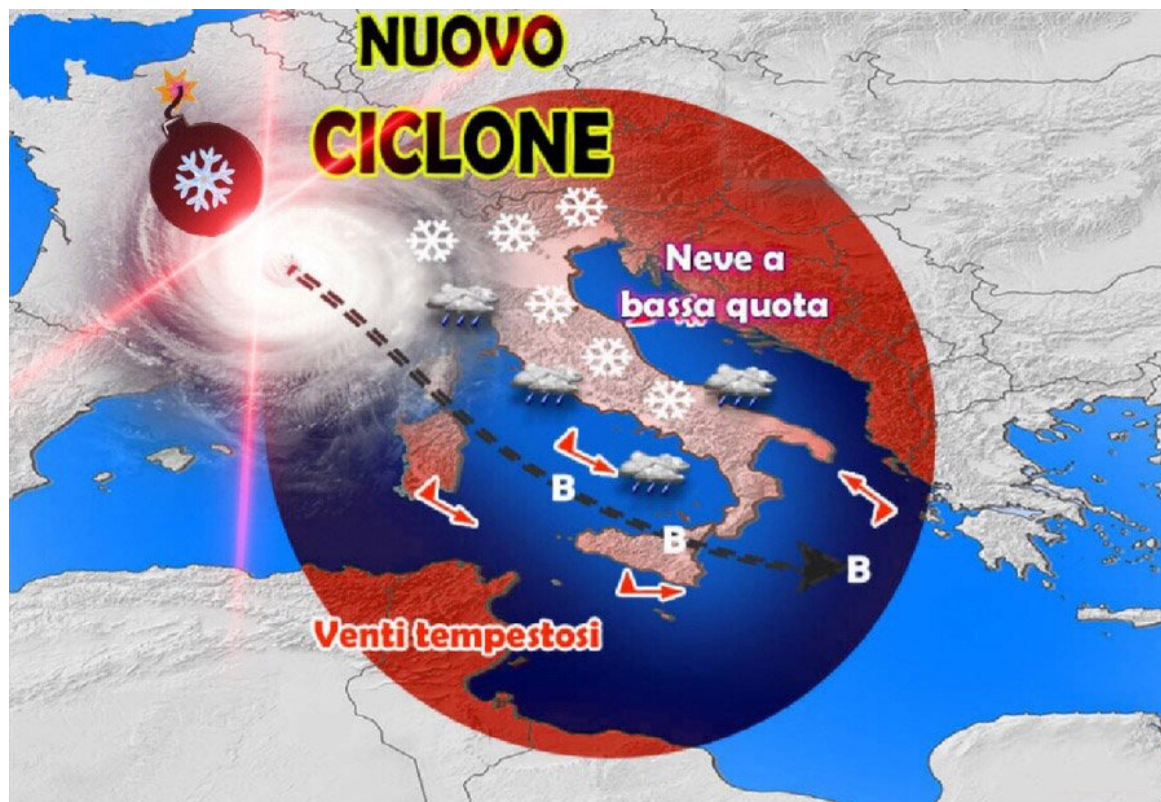 NUOVO
CICLONE
Neve a
bassa quota
B
B
B
Venti tempestosi